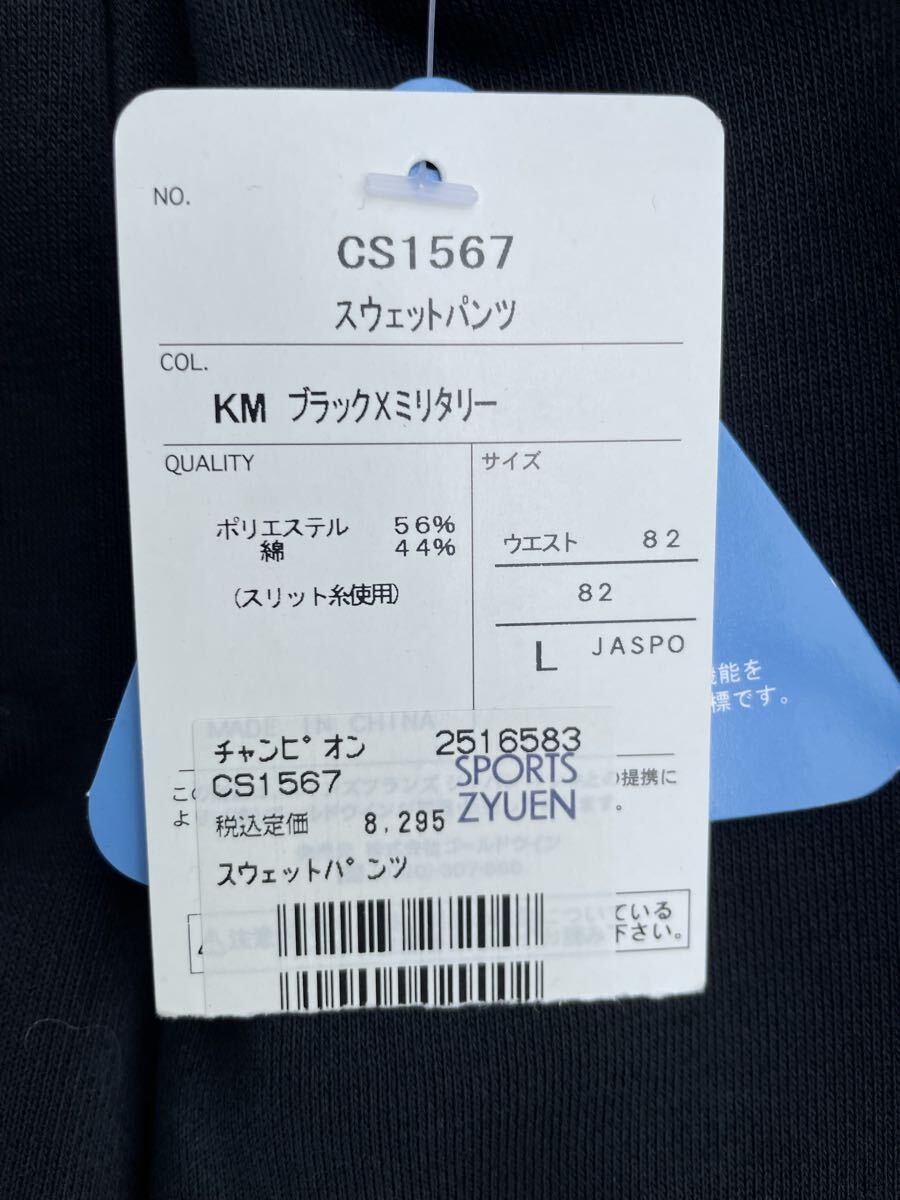 NO.
CS1567
スウェットパンツ
COL.
KM ブラック×ミリタリー
QUALITY
サイズ
ポリエステル 56%
綿 44%
(スリット糸使用)
ウエスト 82
82
L JASPO
能を
標です。
MADE IN CHINA
チャンピオン 2516583
CS1567
SPORTS
ZYUEN
税込定価 8,295
スウェットパンツ
の提携に
よ
。
ている
下さい。